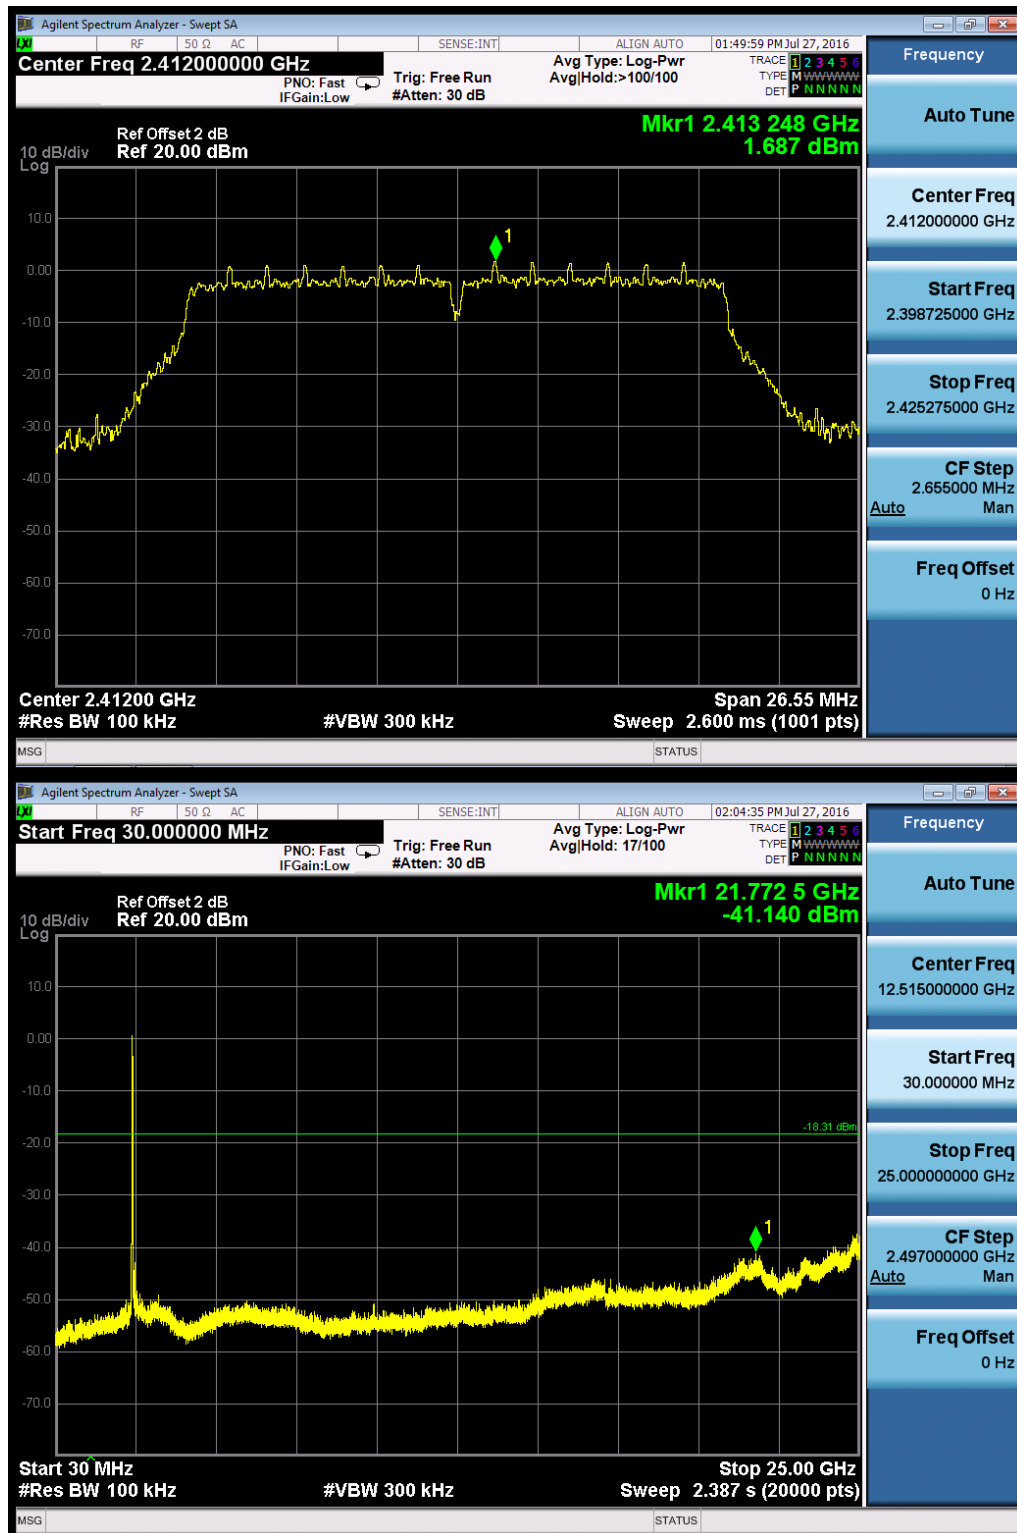 Agilent Spectrum Analyzer - Swept SA
LXI RF 50 Ω AC SENSE:INT ALIGN AUTO 01:49:59 PM Jul 27, 2016
Center Freq 2.412000000 GHz
PNO: Fast
IFGain:Low
Trig: Free Run
#Atten: 30 dB
Avg Type: Log-Pwr
Avg|Hold:>100/100
TRACE 1 2 3 4 5 6
TYPE M WWWWW
DET P N N N N N
Ref Offset 2 dB
Ref 20.00 dBm
10 dB/div
Log
Mkr1 2.413 248 GHz
1.687 dBm
1
10.0
0.00
-10.0
-20.0
-30.0
-40.0
-50.0
-60.0
-70.0
Center 2.41200 GHz
Span 26.55 MHz
#Res BW 100 kHz
#VBW 300 kHz
Sweep 2.600 ms (1001 pts)
MSG
STATUS
Frequency
Auto Tune
Center Freq
2.412000000 GHz
Start Freq
2.398725000 GHz
Stop Freq
2.425275000 GHz
CF Step
2.655000 MHz
Auto Man
Freq Offset
0 Hz
Agilent Spectrum Analyzer - Swept SA
LXI RF 50 Ω AC SENSE:INT ALIGN AUTO 02:04:35 PM Jul 27, 2016
Start Freq 30.000000 MHz
PNO: Fast
IFGain:Low
Trig: Free Run
#Atten: 30 dB
Avg Type: Log-Pwr
Avg|Hold: 17/100
TRACE 1 2 3 4 5 6
TYPE M WWWWW
DET P N N N N N
Ref Offset 2 dB
Ref 20.00 dBm
10 dB/div
Log
Mkr1 21.772 5 GHz
-41.140 dBm
-18.31 dBm
1
10.0
0.00
-10.0
-20.0
-30.0
-40.0
-50.0
-60.0
-70.0
Start 30 MHz
Stop 25.00 GHz
#Res BW 100 kHz
#VBW 300 kHz
Sweep 2.387 s (20000 pts)
MSG
STATUS
Frequency
Auto Tune
Center Freq
12.515000000 GHz
Start Freq
30.000000 MHz
Stop Freq
25.000000000 GHz
CF Step
2.497000000 GHz
Auto Man
Freq Offset
0 Hz